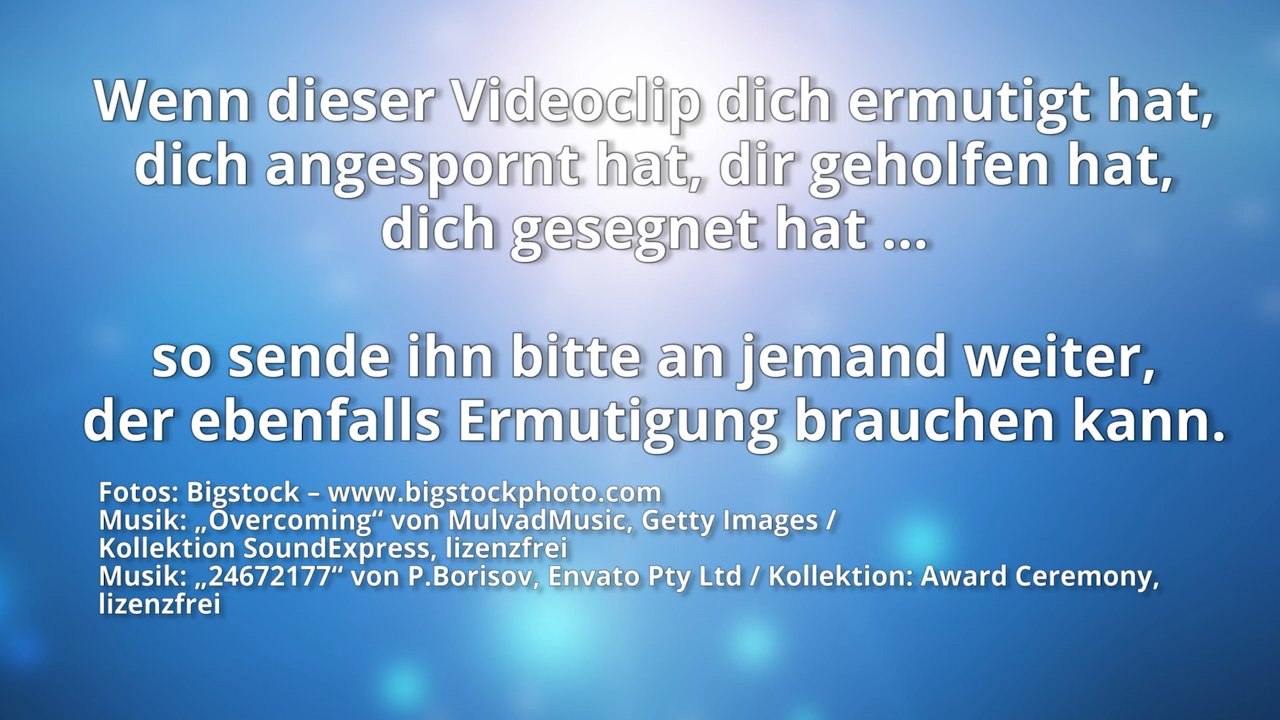 Wenn dieser Videoclip dich ermutigt hat,
dich angespornt hat, dir geholfen hat,
dich gesegnet hat ...
so sende ihn bitte an jemand weiter,
der ebenfalls Ermutigung brauchen kann.
Fotos: Bigstock – www.bigstockphoto.com
Musik: „Overcoming“ von MulvadMusic, Getty Images /
Kollektion SoundExpress, lizenzfrei
Musik: „24672177“ von P.Borisov, Envato Pty Ltd / Kollektion: Award Ceremony,
lizenzfrei